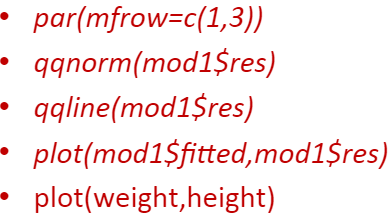 • par(mfrow=c(1,3))
• qqnorm(mod1$res)
• qqline(mod1$res)
• plot(mod1$fitted,mod1$res)
• plot(weight,height)